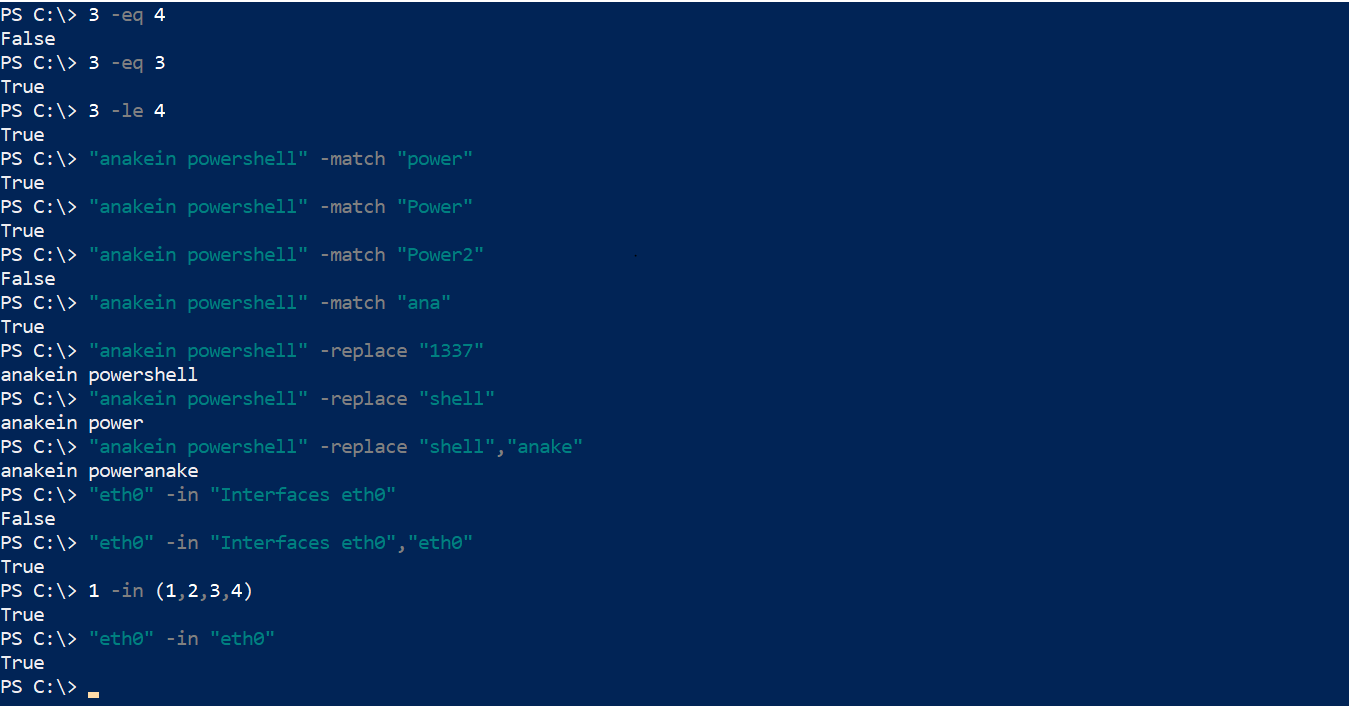 PS C:\> 3 -eq 4
False
PS C:\> 3 -eq 3
True
PS C:\> 3 -le 4
True
PS C:\> "anakein powershell" -match "power"
True
PS C:\> "anakein powershell" -match "Power"
True
PS C:\> "anakein powershell" -match "Power2"
False
PS C:\> "anakein powershell" -match "ana"
True
PS C:\> "anakein powershell" -replace "1337"
anakein powershell
PS C:\> "anakein powershell" -replace "shell"
anakein power
PS C:\> "anakein powershell" -replace "shell","anake"
anakein poweranake
PS C:\> "eth0" -in "Interfaces eth0"
False
PS C:\> "eth0" -in "Interfaces eth0","eth0"
True
PS C:\> 1 -in (1,2,3,4)
True
PS C:\> "eth0" -in "eth0"
True
PS C:\>